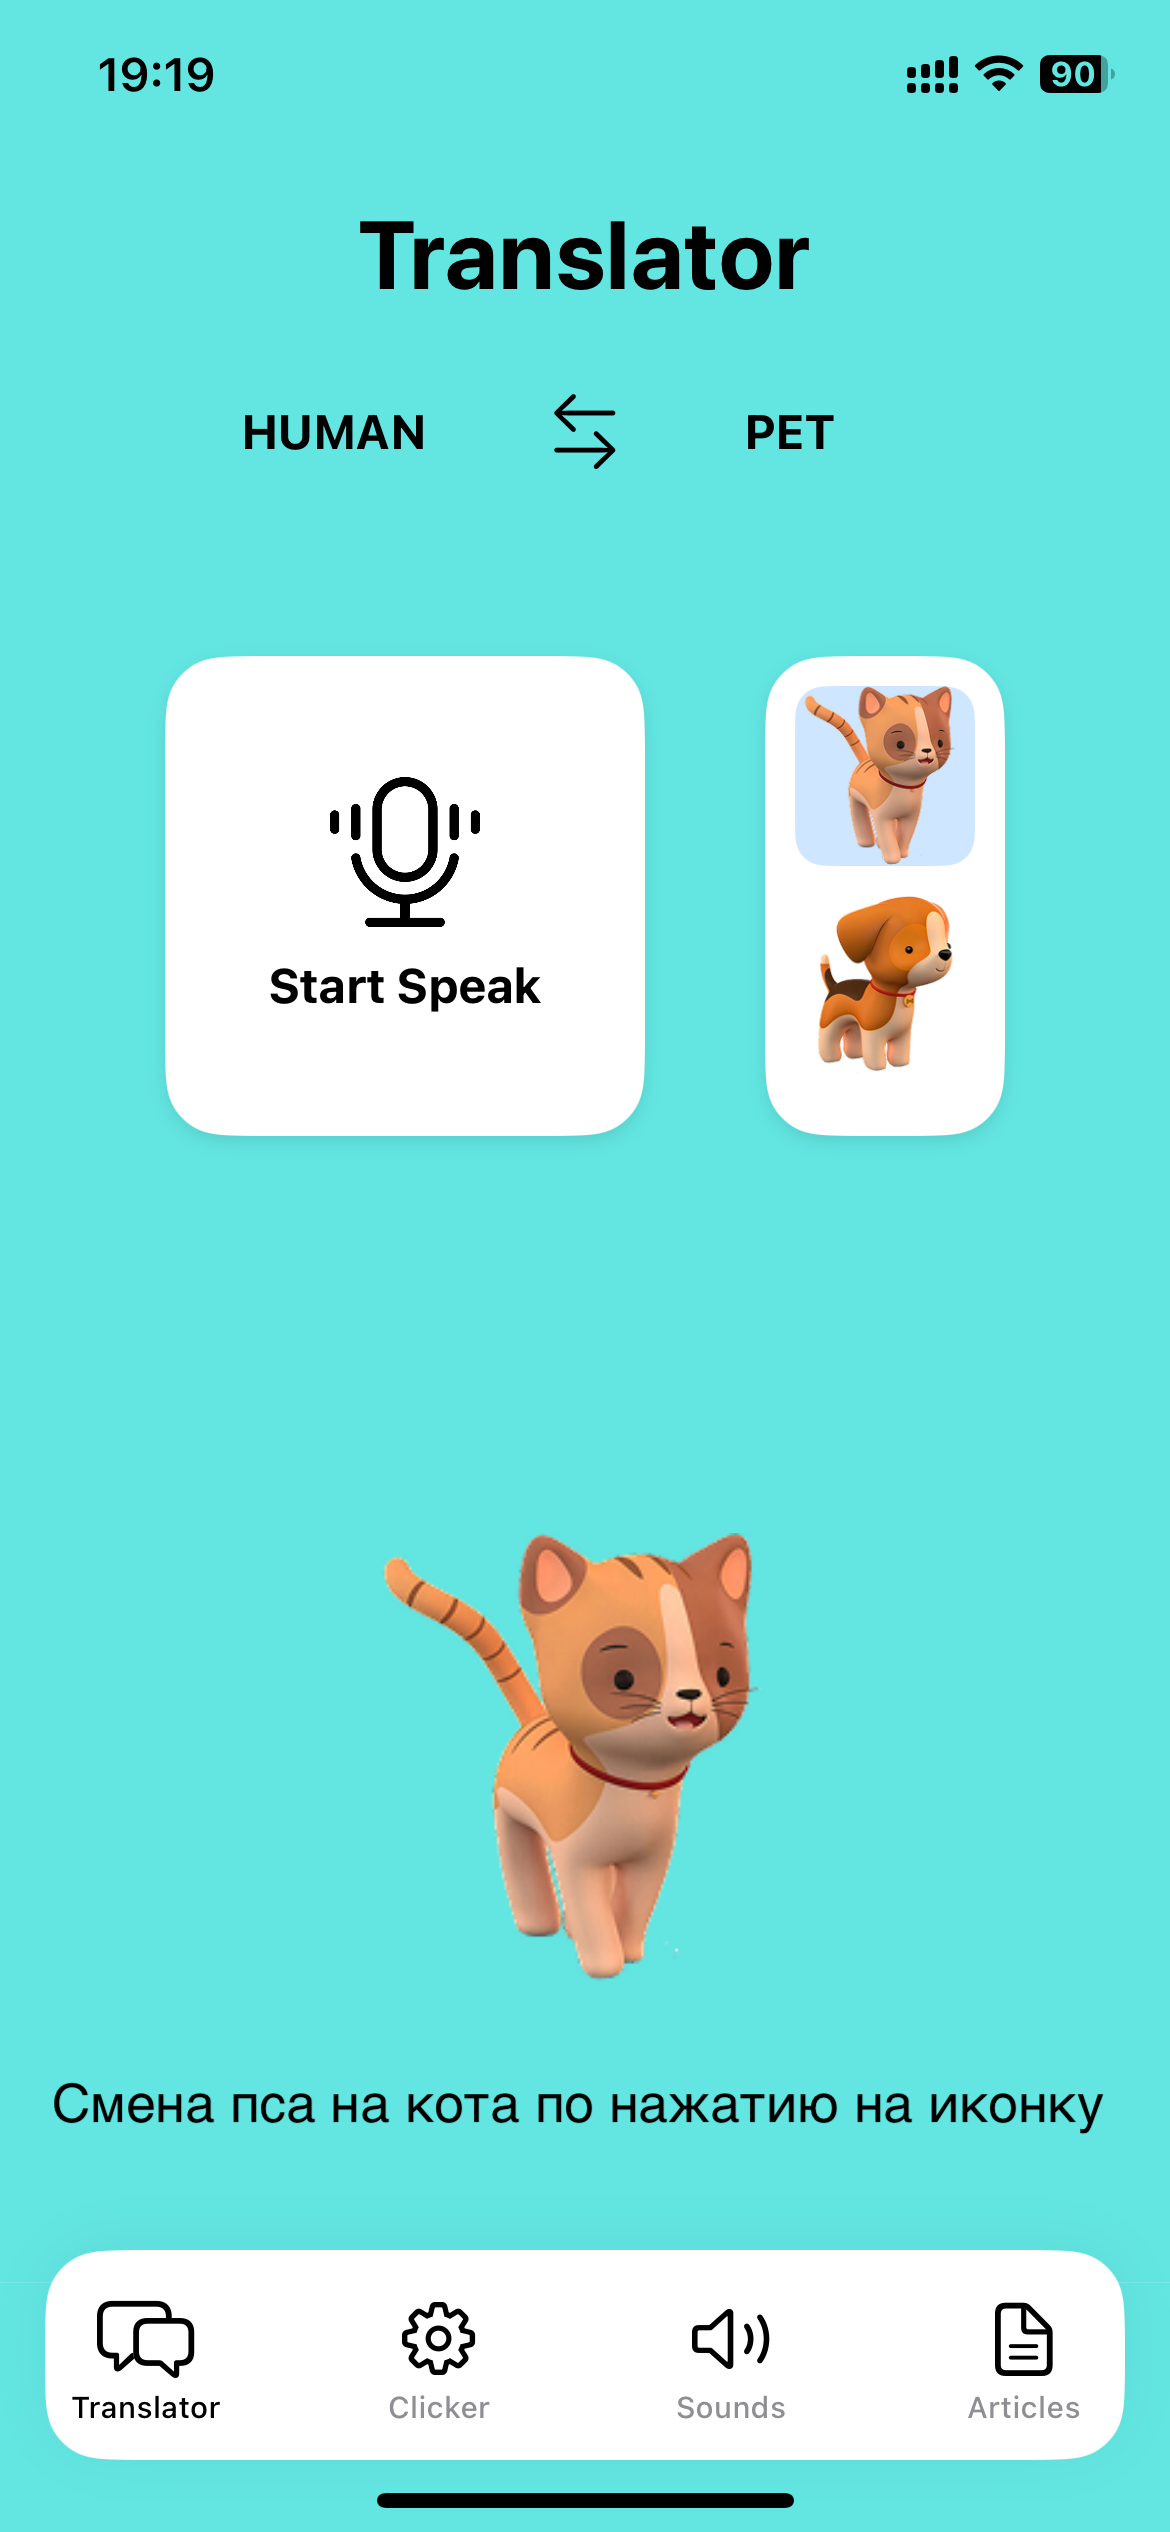 19:19
90
Translator
HUMAN
PET
Start Speak
Смена пса на кота по нажатию на иконку
Translator
Clicker
Sounds
Articles